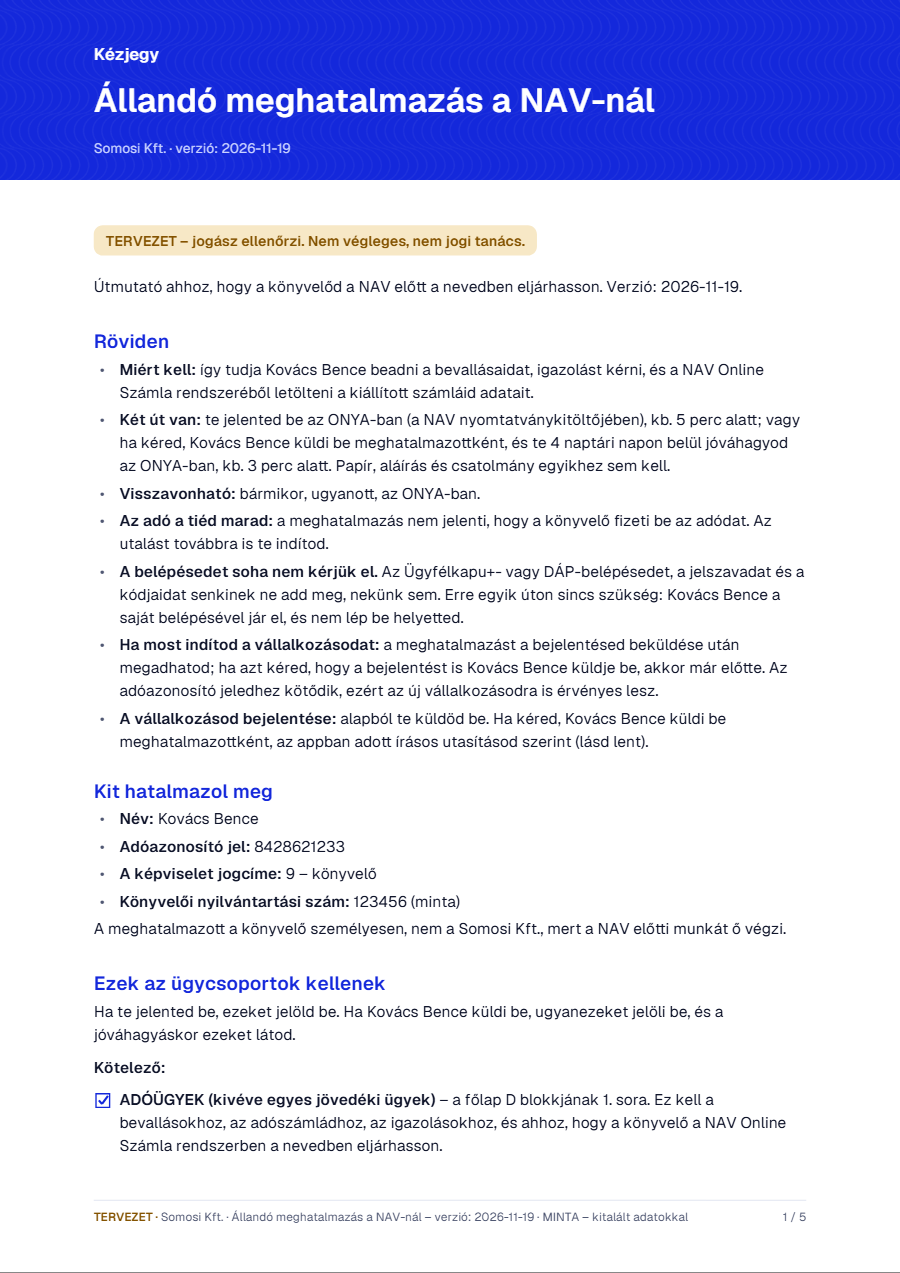 Kézjegy
Állandó meghatalmazás a NAV-nál
Somosi Kft. · verzió: 2026-11-19
TERVEZET – jogász ellenőrzi. Nem végleges, nem jogi tanács.
Útmutató ahhoz, hogy a könyvelőd a NAV előtt a nevedben eljárhasson. Verzió: 2026-11-19.
Röviden
• Miért kell: így tudja Kovács Bence beadni a bevallásaidat, igazolást kérni, és a NAV Online
Számla rendszeréből letölteni a kiállított számláid adatait.
• Két út van: te jelented be az ONYA-ban (a NAV nyomtatványkitöltőjében), kb. 5 perc alatt; vagy
ha kéred, Kovács Bence küldi be meghatalmazottként, és te 4 naptári napon belül jóváhagyod
az ONYA-ban, kb. 3 perc alatt. Papír, aláírás és csatolmány egyikhez sem kell.
• Visszavonható: bármikor, ugyanott, az ONYA-ban.
• Az adó a tiéd marad: a meghatalmazás nem jelenti, hogy a könyvelő fizeti be az adódat. Az
utalást továbbra is te indítod.
• A belépésedet soha nem kérjük el. Az Ügyfélkapu+- vagy DÁP-belépésedet, a jelszavadat és a
kódjaidat senkinek ne add meg, nekünk sem. Erre egyik úton sincs szükség: Kovács Bence a
saját belépésével jár el, és nem lép be helyetted.
• Ha most indítod a vállalkozásodat: a meghatalmazást a bejelentésed beküldése után
megadhatod; ha azt kéred, hogy a bejelentést is Kovács Bence küldje be, akkor már előtte. Az
adóazonosító jeledhez kötődik, ezért az új vállalkozásodra is érvényes lesz.
• A vállalkozásod bejelentése: alapból te küldöd be. Ha kéred, Kovács Bence küldi be
meghatalmazottként, az appban adott írásos utasításod szerint (lásd lent).
Kit hatalmazol meg
• Név: Kovács Bence
• Adóazonosító jel: 8428621233
• A képviselet jogcíme: 9 – könyvelő
• Könyvelői nyilvántartási szám: 123456 (minta)
A meghatalmazott a könyvelő személyesen, nem a Somosi Kft., mert a NAV előtti munkát ő végzi.
Ezek az ügycsoportok kellenek
Ha te jelented be, ezeket jelöld be. Ha Kovács Bence küldi be, ugyanezeket jelöli be, és a
jóváhagyáskor ezeket látod.
Kötelező:
☑ ADÓÜGYEK (kivéve egyes jövedéki ügyek) – a főlap D blokkjának 1. sora. Ez kell a
bevallásokhoz, az adószámládhoz, az igazolásokhoz, és ahhoz, hogy a könyvelő a NAV Online
Számla rendszerben a nevedben eljárhasson.
TERVEZET · Somosi Kft. · Állandó meghatalmazás a NAV-nál – verzió: 2026-11-19 · MINTA – kitalált adatokkal
1 / 5